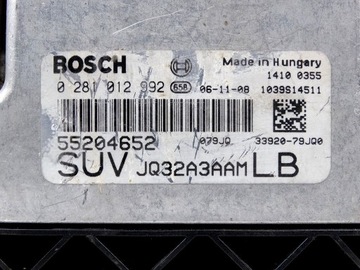 BOSCH Made in Hungary
1410 0355
0 281 012 992 658 06-11-08 1039S14511
55204652 079JQ 33920-79JQ0
SUV JQ32A3AAM LB